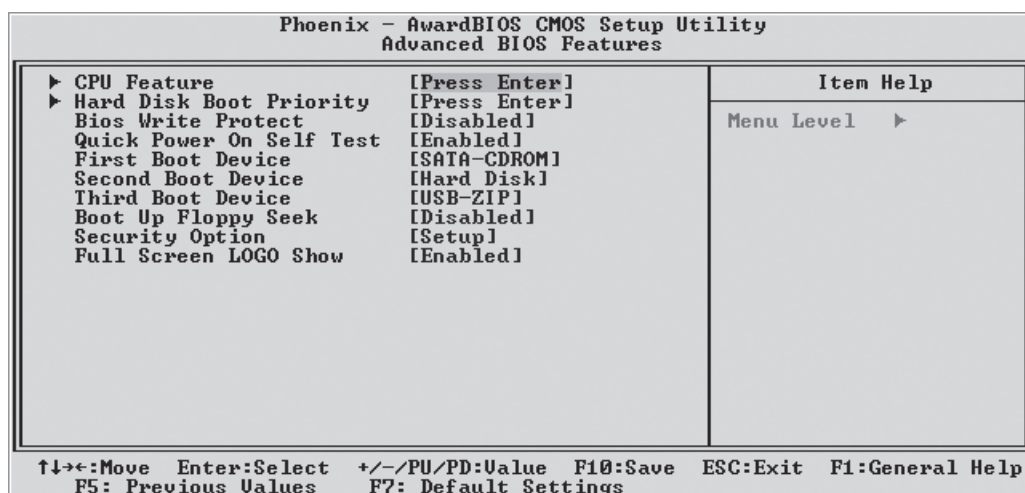 Phoenix - AwardBIOS CMOS Setup Utility
Advanced BIOS Features
▶ CPU Feature [Press Enter]
▶ Hard Disk Boot Priority [Press Enter]
Bios Write Protect [Disabled]
Quick Power On Self Test [Enabled]
First Boot Device [SATA-CDROM]
Second Boot Device [Hard Disk]
Third Boot Device [USB-ZIP]
Boot Up Floppy Seek [Disabled]
Security Option [Setup]
Full Screen LOGO Show [Enabled]
Item Help
Menu Level ▶
↑↓→←:Move Enter:Select +/-/PU/PD:Value F10:Save ESC:Exit F1:General Help
F5: Previous Values F7: Default Settings